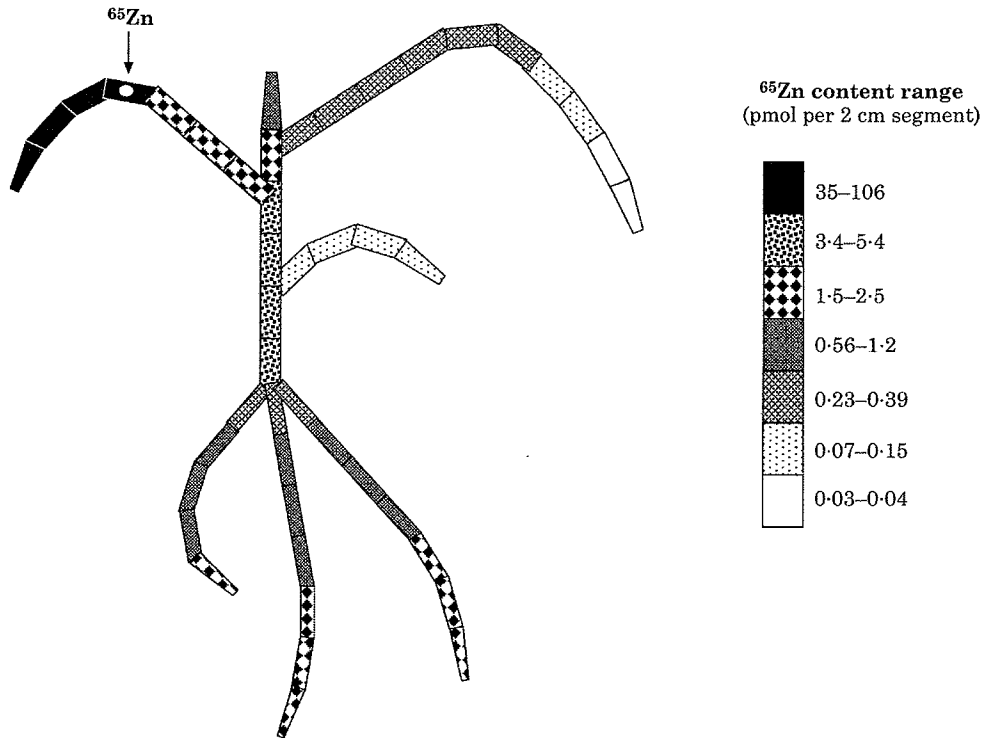 ⁶⁵Zn
⁶⁵Zn content range
(pmol per 2 cm segment)
35–106
3·4–5·4
1·5–2·5
0·56–1·2
0·23–0·39
0·07–0·15
0·03–0·04